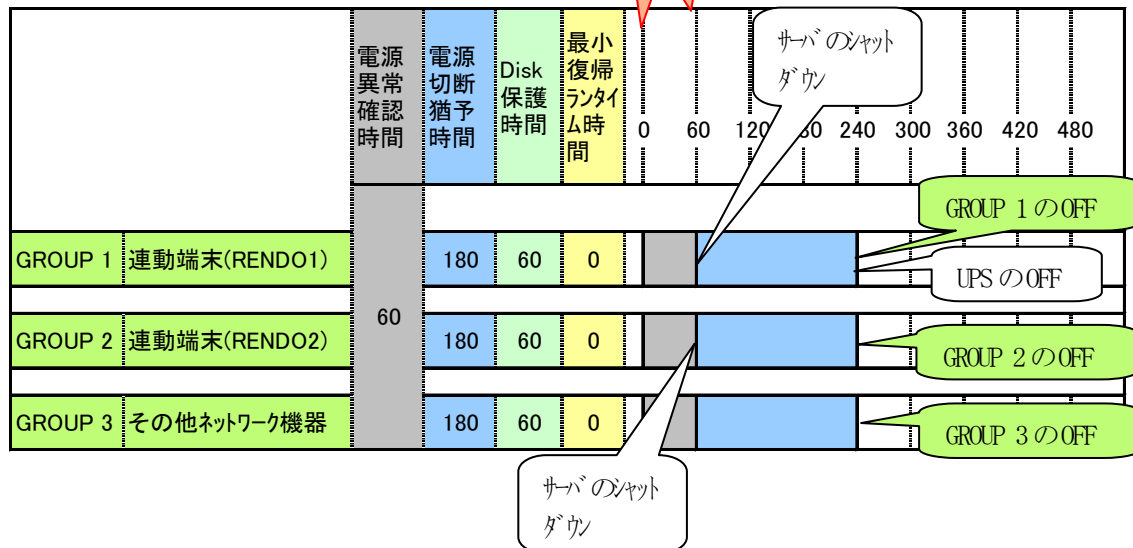 サーバのシャット
ダウン
電源
異常
確認
時間
電源
切断
猶予
時間
Disk
保護
時間
最小
復帰
ランタイ
ム時
間
0 60 120 80 240 300 360 420 480
GROUP 1のOFF
GROUP 1 連動端末(RENDO1) 180 60 0
UPSのOFF
60
GROUP 2 連動端末(RENDO2) 180 60 0
GROUP 2のOFF
GROUP 3 その他ネットワーク機器 180 60 0
GROUP 3のOFF
サーバのシャット
ダウン